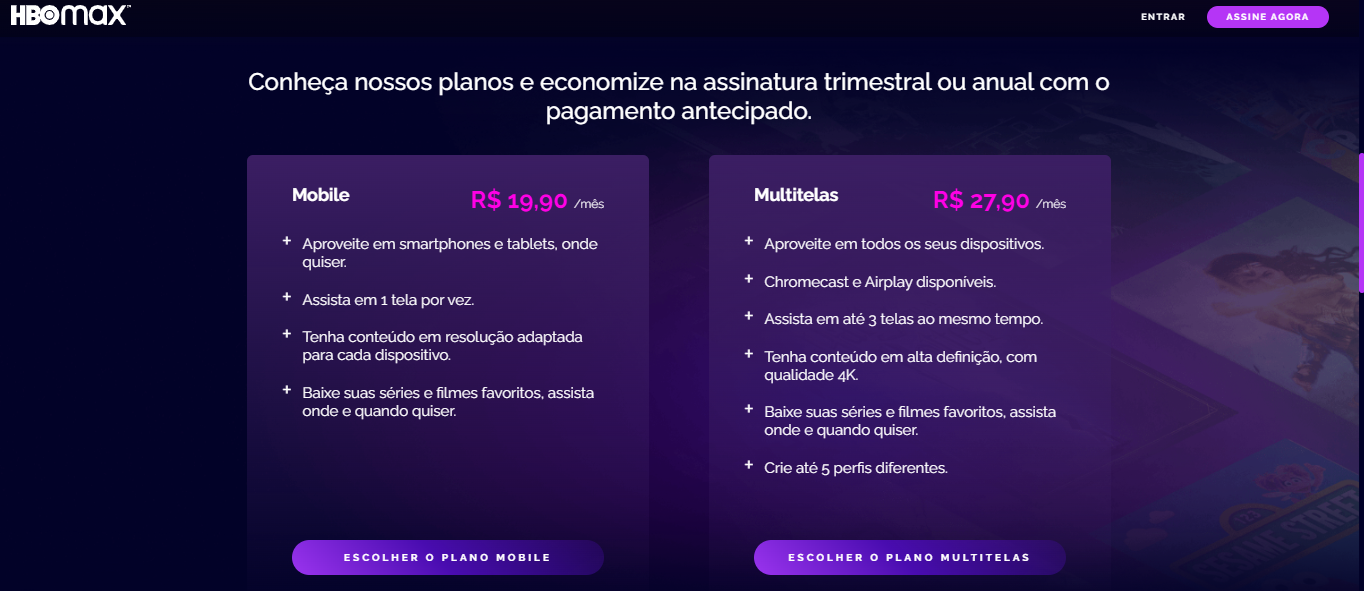 HBOMAX™
ENTRAR
ASSINE AGORA
Conheça nossos planos e economize na assinatura trimestral ou anual com o
pagamento antecipado.
Mobile
R$ 19,90 /mês
+ Aproveite em smartphones e tablets, onde
quiser.
+ Assista em 1 tela por vez.
+ Tenha conteúdo em resolução adaptada
para cada dispositivo.
+ Baixe suas séries e filmes favoritos, assista
onde e quando quiser.
ESCOLHER O PLANO MOBILE
Multitelas
R$ 27,90 /mês
+ Aproveite em todos os seus dispositivos.
+ Chromecast e Airplay disponíveis.
+ Assista em até 3 telas ao mesmo tempo.
+ Tenha conteúdo em alta definição, com
qualidade 4K.
+ Baixe suas séries e filmes favoritos, assista
onde e quando quiser.
+ Crie até 5 perfis diferentes.
ESCOLHER O PLANO MULTITELAS
123 SESAME STREET